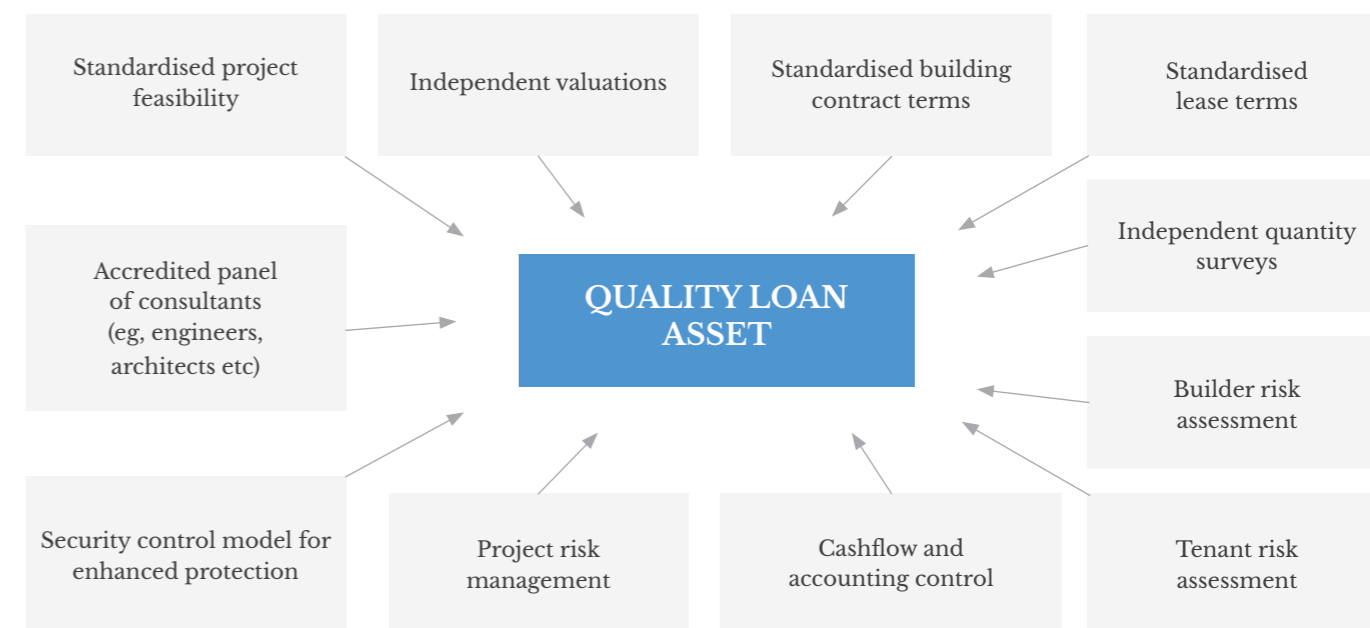 Standardised project
feasibility
Independent valuations
Standardised building
contract terms
Standardised
lease terms
Accredited panel
of consultants
(eg, engineers,
architects etc)
QUALITY LOAN
ASSET
Independent quantity
surveys
Builder risk
assessment
Security control model for
enhanced protection
Project risk
management
Cashflow and
accounting control
Tenant risk
assessment